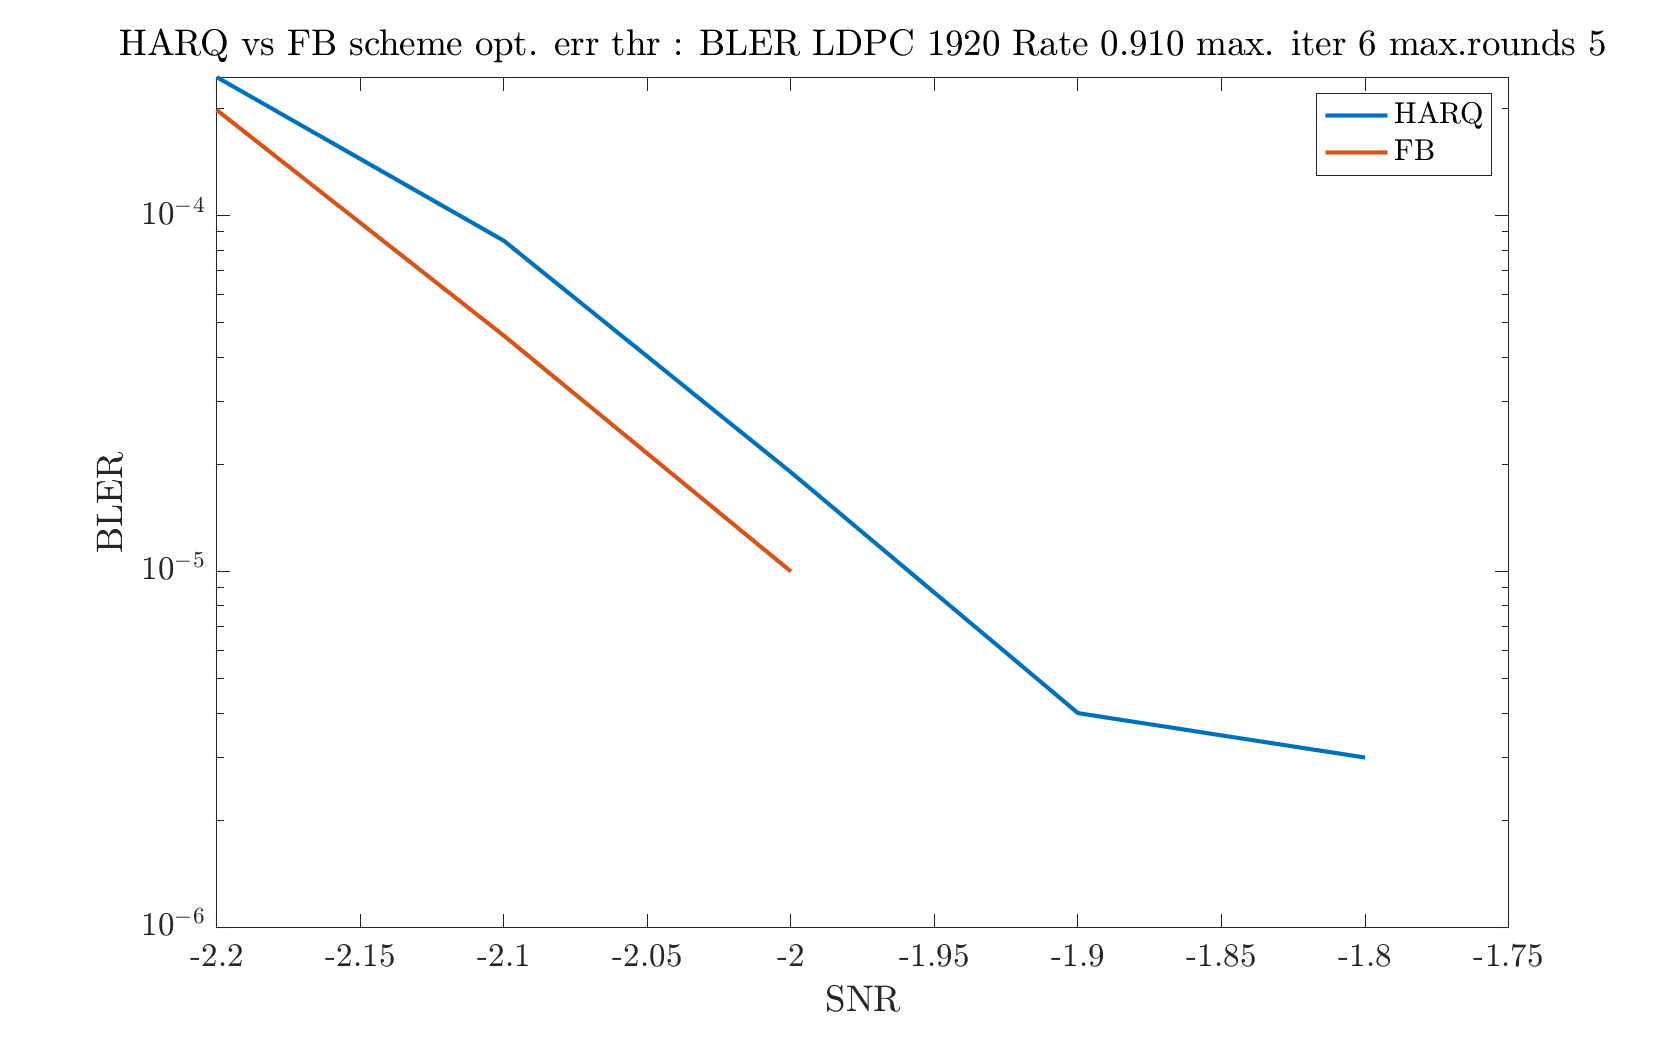 HARQ vs FB scheme opt. err thr : BLER LDPC 1920 Rate 0.910 max. iter 6 max.rounds 5
HARQ
FB
10⁻⁴
10⁻⁵
10⁻⁶
BLER
-2.2 -2.15 -2.1 -2.05 -2 -1.95 -1.9 -1.85 -1.8 -1.75
SNR